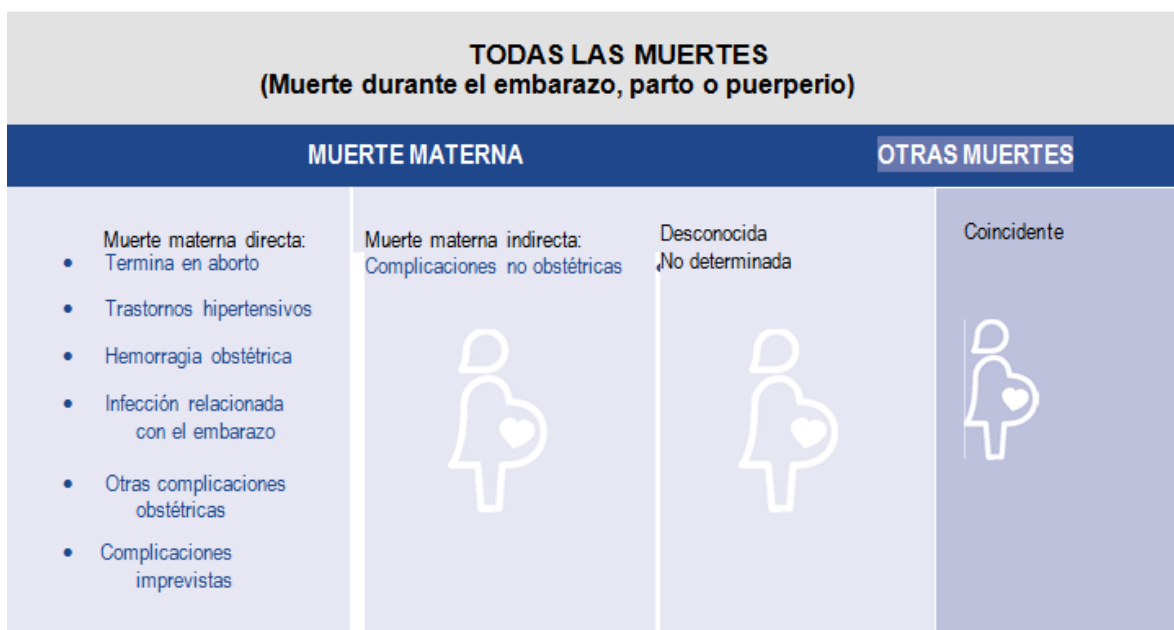 TODAS LAS MUERTES
(Muerte durante el embarazo, parto o puerperio)
MUERTE MATERNA
OTRAS MUERTES
Muerte materna directa:
• Termina en aborto
• Trastornos hipertensivos
• Hemorragia obstétrica
• Infección relacionada
con el embarazo
• Otras complicaciones
obstétricas
• Complicaciones
imprevistas
Muerte materna indirecta:
Complicaciones no obstétricas
Desconocida
No determinada
Coincidente